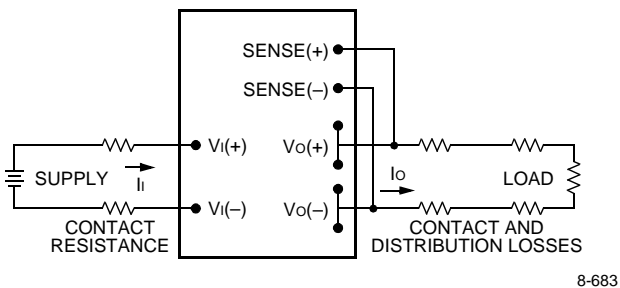 SENSE(+)
SENSE(–)
VI(+)
VO(+)
SUPPLY
II
IO
LOAD
VI(–)
VO(–)
CONTACT
RESISTANCE
CONTACT AND
DISTRIBUTION LOSSES
8-683